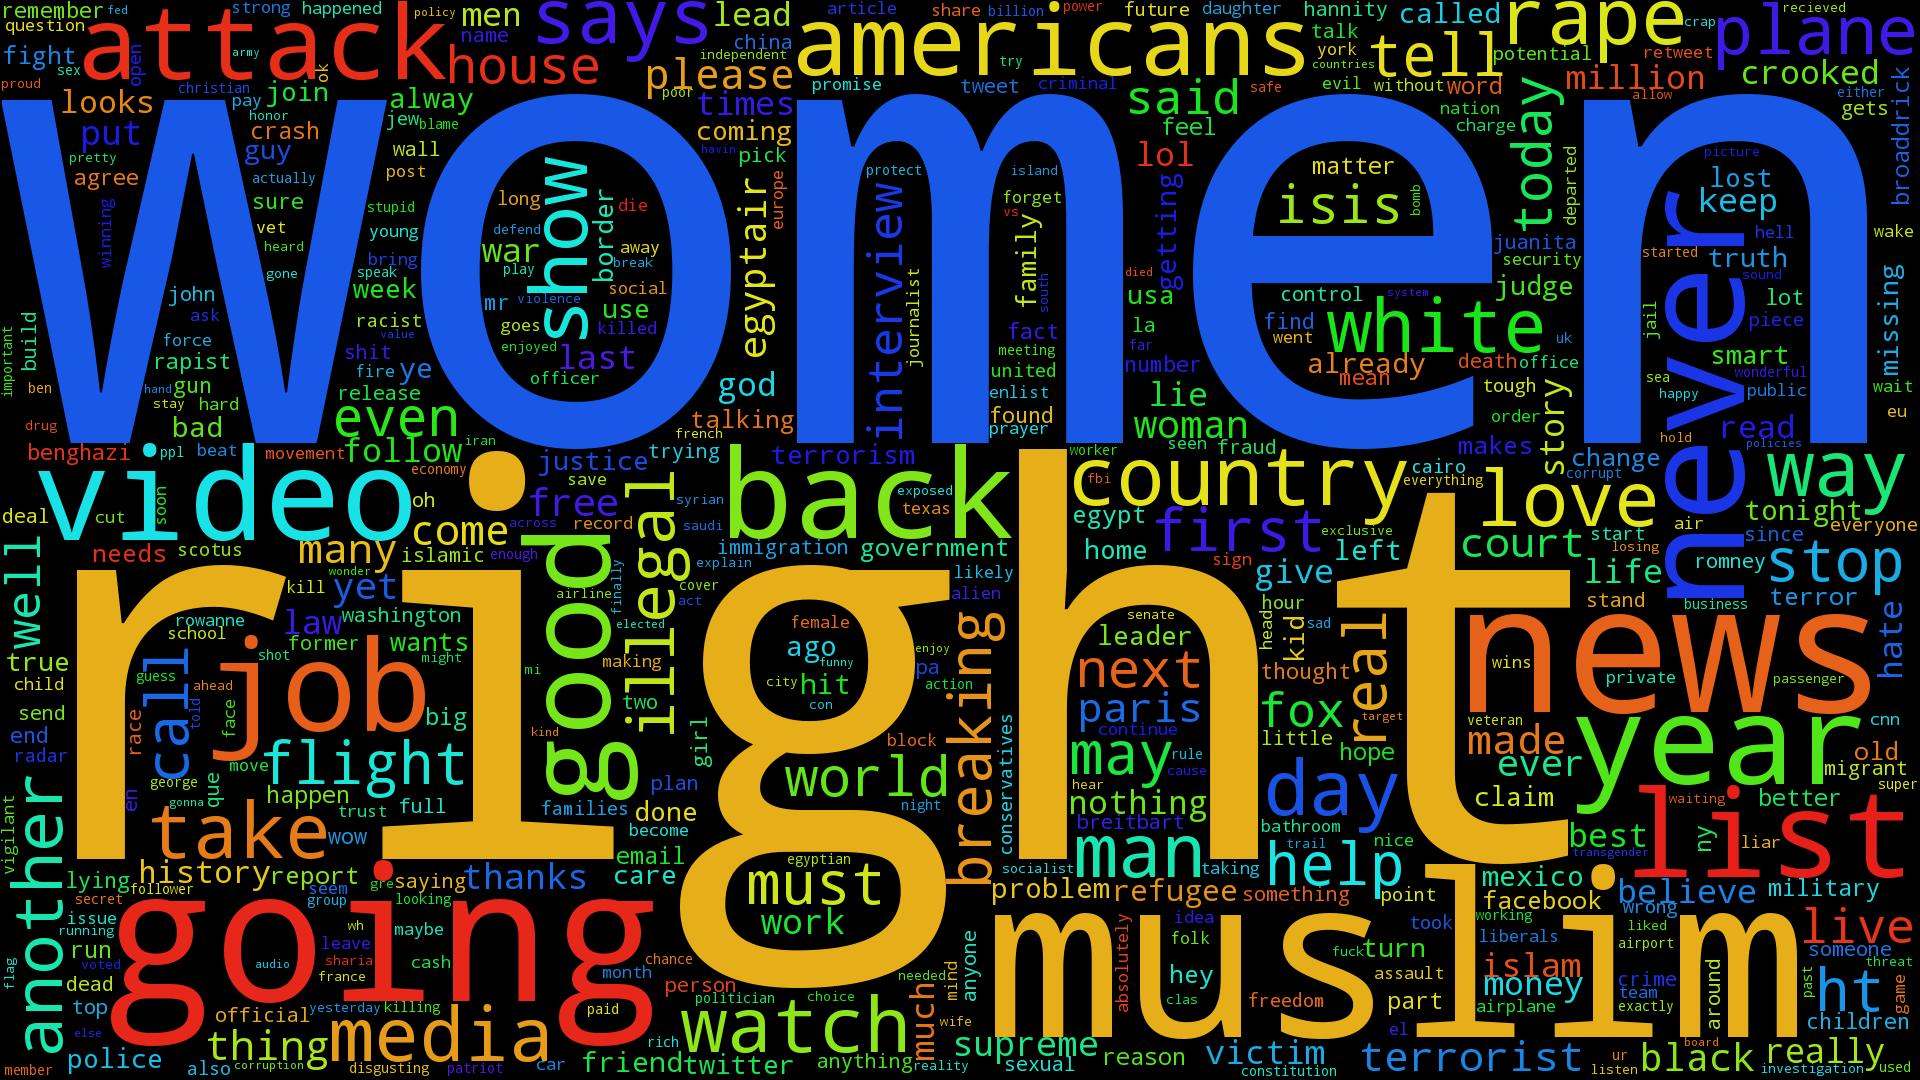 remember fed strong happened policy men says lead article share billion power future daughter hannity called rape crap recieved plane
question attack name china americans talk tell potential retweet
fight sex open army ok house independent please try york countries million crooked
proud christian pay join alway poor times promise tweet criminal said safe evil without word allow either gets
looks honor jew blame coming feel nation charge today
put crash wall havin pick lol matter departed picture broaddrick
pretty guy post women protect island isis bomb lost
agree actually long show die europe forget vs keep
winning sure stupid defend border egyptair interview family getting juanita never hell wake
vet heard young war away security started truth
gone bring speak play break journalist south died usa control system judge sound
john week mr violence social white lot missing
ask racist goes use killed fact la find uk jail piece
important build force value enjoyed last meeting far went already death office smart
rapist shit fire ye officer god united number mean sea wonderful
ben hand gun release enlist lie tough happy public wait
stay hard even talking found woman order story read eu
drug bad follow iran french prayer seen fraud makes hold policies
benghazi ppl beat movement economy justice trying terrorism worker cairo change
video oh save free illegal syrian back exposed fbi country everything corrupt way
deal cut soon come across record saudi texas egypt first exclusive love air tonight everyone
well needs scotus many islamic enough immigration government home sign left court start losing since
wonder good airline finally explain likely give life romney stop
kill yet cover act alien hour stand business terror
rowanne law washington elected female breaking senate head sad kid real news hate
school former wants ago funny enjoy leader
true shot might making hit next thought wins
child guess call job mi city action private passenger
send race told ahead face big two con paris target veteran cnn
end kind girl block continue fox little made year old
radar move flight right world conservatives may rule hope ever migrant
en george que happen plan night hear cause day claim super
another vigilant gonna trust full families done nothing waiting better
take wow become breitbart bathroom best list ny liar
history report thanks email egyptian man trail nice transgender
lying follower seem gre saying care must socialist taking help mexico
secret group looking problem refugee something point facebook believe military
issue going maybe work idea took working wrong live
running wh leave folk fuck turn liberals liked someone
run sharia cash chance anyone absolutely muslim islam airport threat
flag voted audio france month person needed mind hey assault money crime past ht game
dead yesterday killing paid politician choice clas freedom part airplane team exactly around
top official media watch much wife el children
else thing rich supreme reason victim terrorist ur black board really
police also corruption car friend twitter anything reality sexual constitution listen investigation used
member disgusting patriot